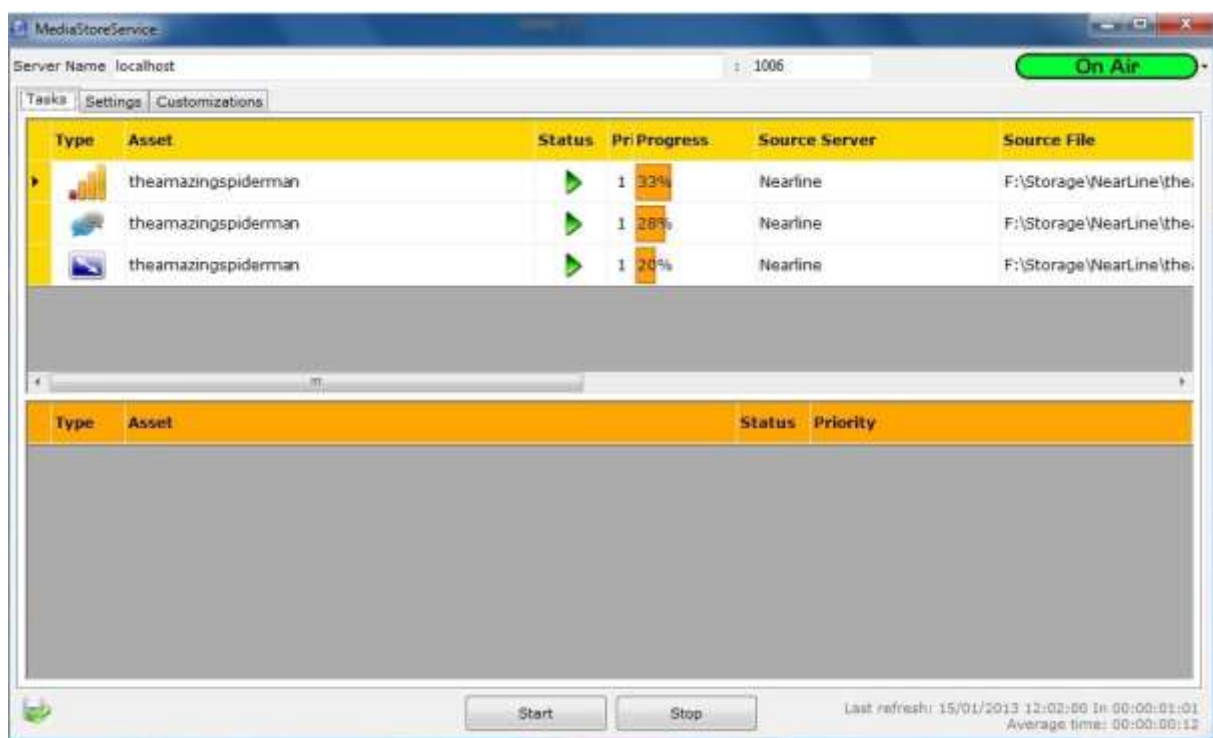 MediaStoreService
Server Name localhost : 1006 On Air
Tasks Settings Customizations
Type Asset Status Pri Progress Source Server Source File
theamazingspiderman 1 33% Nearline F:\Storage\NearLine\the
theamazingspiderman 1 28% Nearline F:\Storage\NearLine\the
theamazingspiderman 1 20% Nearline F:\Storage\NearLine\the
Type Asset Status Priority
Start Stop Last refresh: 15/01/2013 12:02:00 In 00:00:01:01
Average time: 00:00:00:12